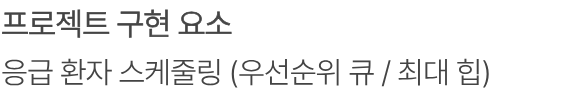 프로젝트 구현 요소
응급 환자 스케줄링 (우선순위 큐 / 최대 힙)